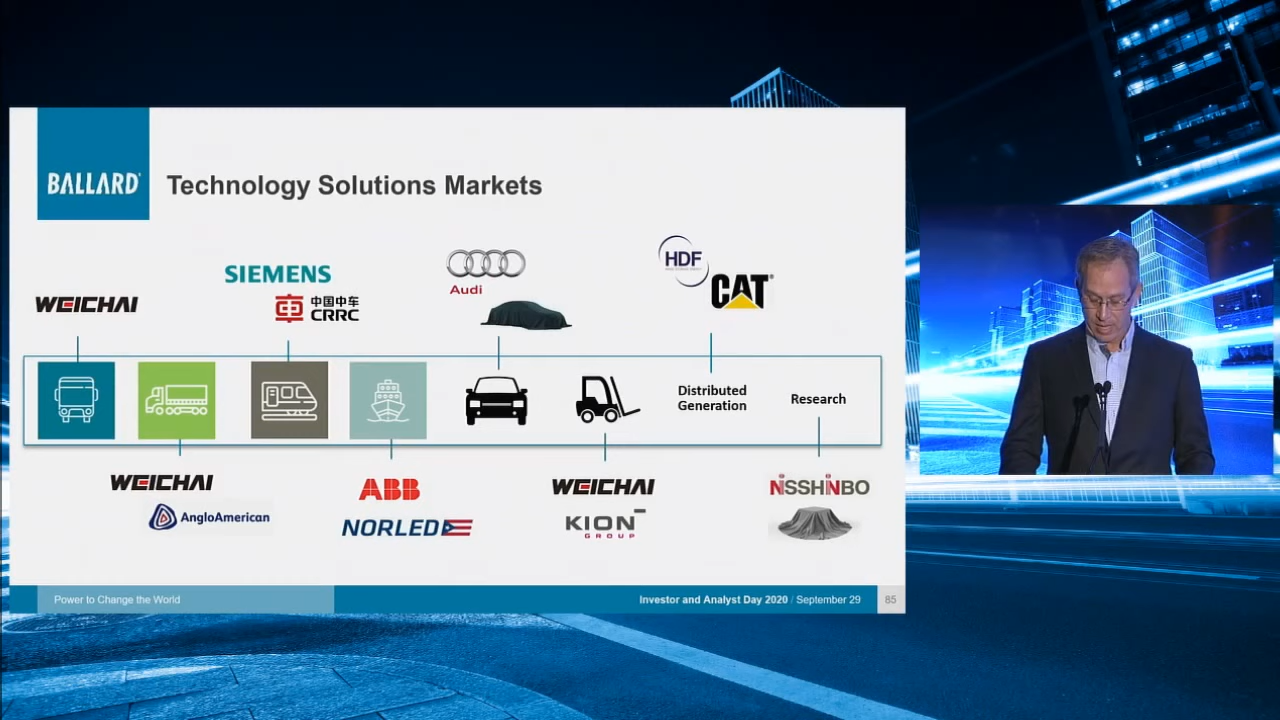 BALLARD
Technology Solutions Markets
WEICHAI
SIEMENS
中国中车
CRRC
Audi
HDF
CAT
Distributed
Generation
Research
WEICHAI
AngloAmerican
ABB
NORLED
WEICHAI
KION
GROUP
NISSHINBO
Power to Change the World
Investor and Analyst Day 2020 / September 29
85